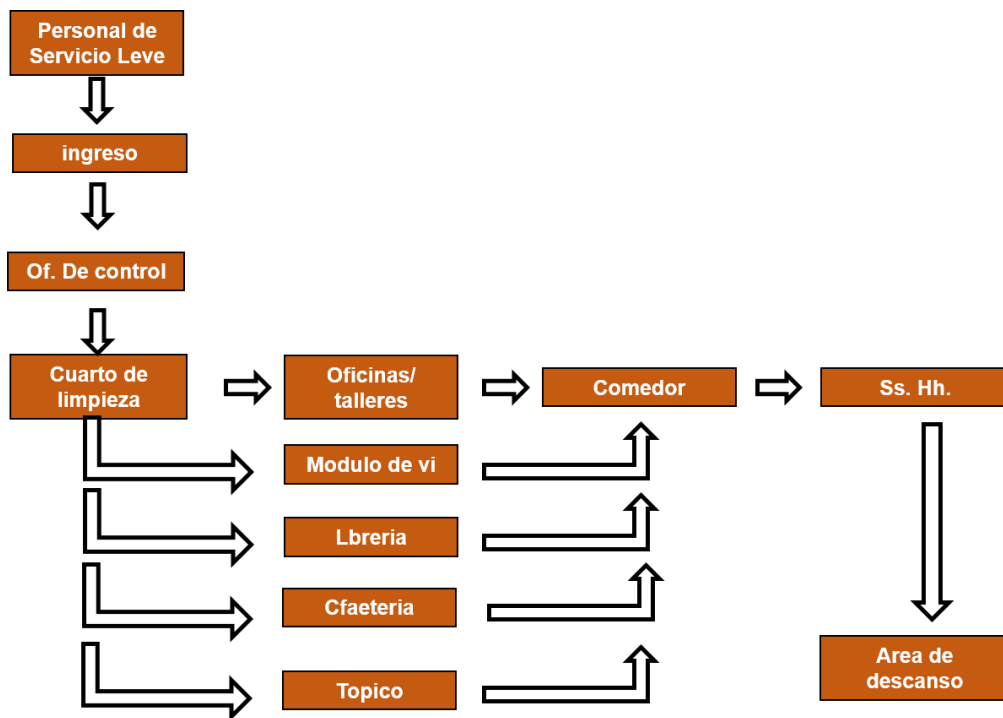 Personal de
Servicio Leve
ingreso
Of. De control
Cuarto de
limpieza
Oficinas/
talleres
Comedor
Ss. Hh.
Modulo de vi
Lbreria
Cfaeteria
Topico
Area de
descanso